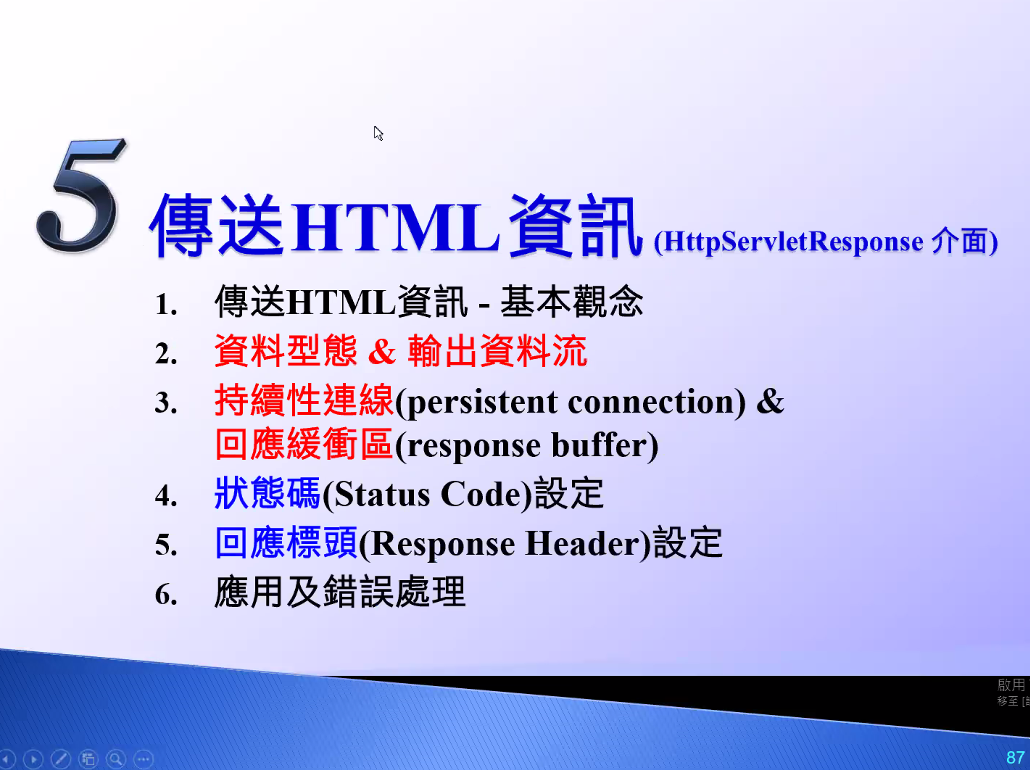 5
傳送HTML資訊 (HttpServletResponse 介面)
1. 傳送HTML資訊 - 基本觀念
2. 資料型態 & 輸出資料流
3. 持續性連線(persistent connection) &
回應緩衝區(response buffer)
4. 狀態碼(Status Code)設定
5. 回應標頭(Response Header)設定
6. 應用及錯誤處理
啟用
移至 [
87